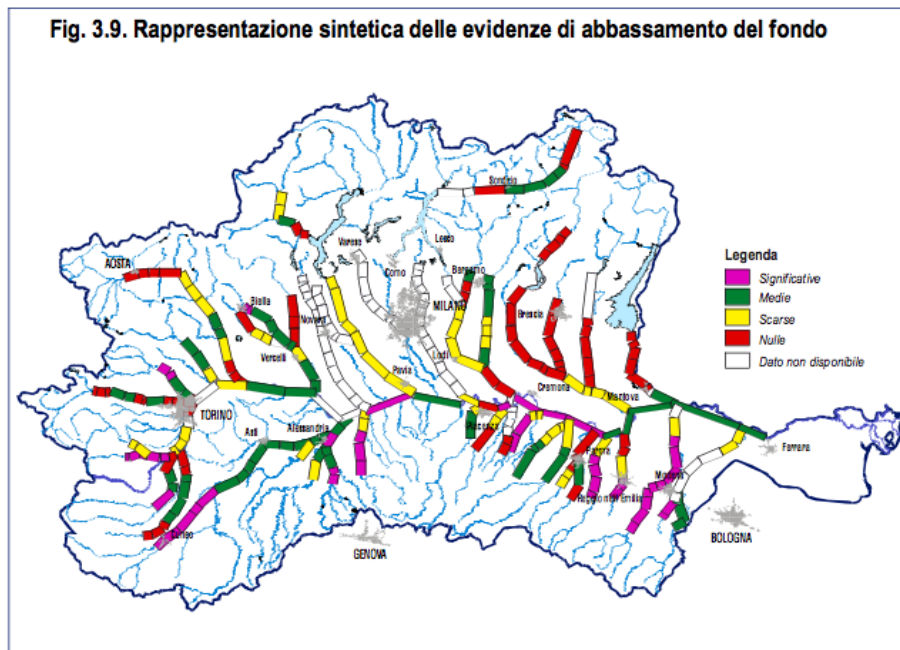 Fig. 3.9. Rappresentazione sintetica delle evidenze di abbassamento del fondo
Sondrio
Varese
Lecco
AOSTA
Como
Bergamo
Legenda
Significative
Biella
MILANO
Medie
Novara
Brescia
Scarse
Vercelli
Nulle
Lodi
Dato non disponibile
Pavia
Cremona
Mantova
TORINO
Piacenza
Asti
Alessandria
Ferrara
Parma
Modena
Reggio nell'Emilia
Cuneo
BOLOGNA
GENOVA